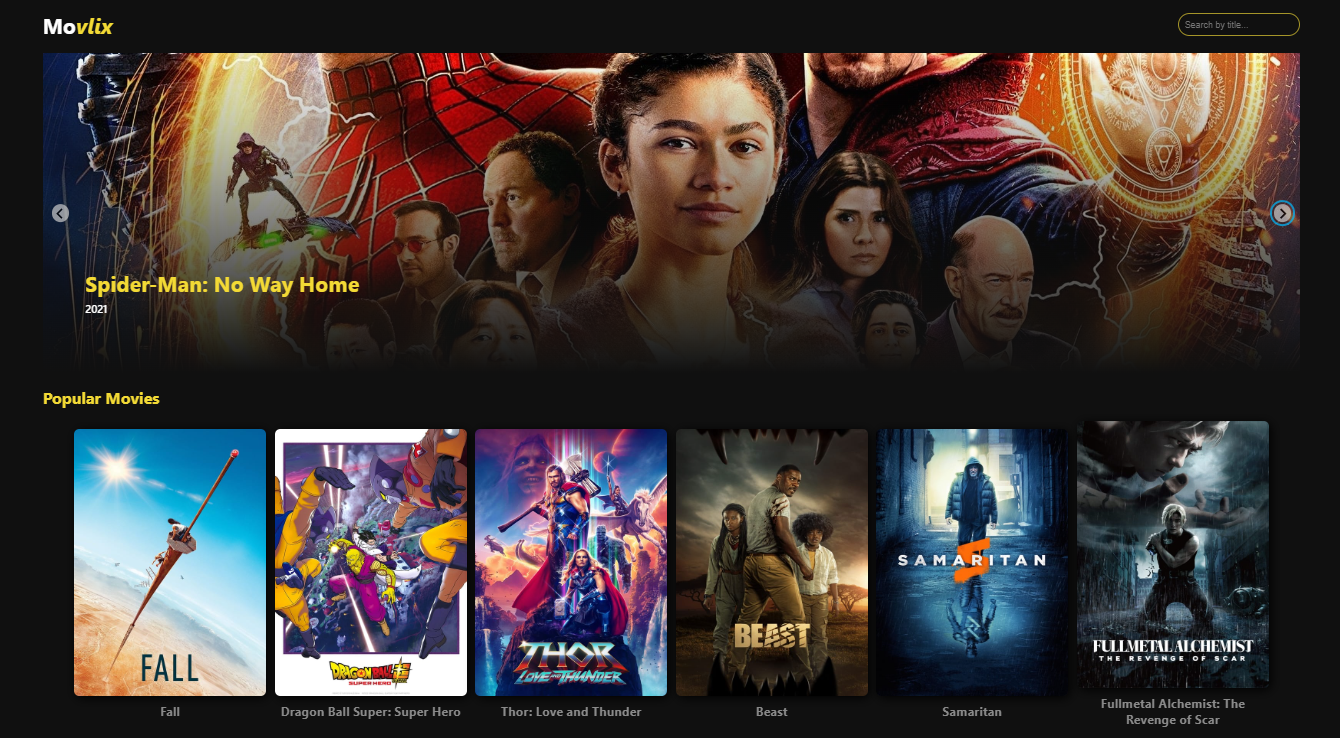 Movlix
Search by title...
Spider-Man: No Way Home
2021
Popular Movies
FALL
DRAGON BALL
SUPER
SUPER HERO
THOR
LOVE AND THUNDER
BEAST
SAMARITAN
FULLMETAL ALCHEMIST
THE REVENGE OF SCAR
Fall
Dragon Ball Super: Super Hero
Thor: Love and Thunder
Beast
Samaritan
Fullmetal Alchemist: The
Revenge of Scar